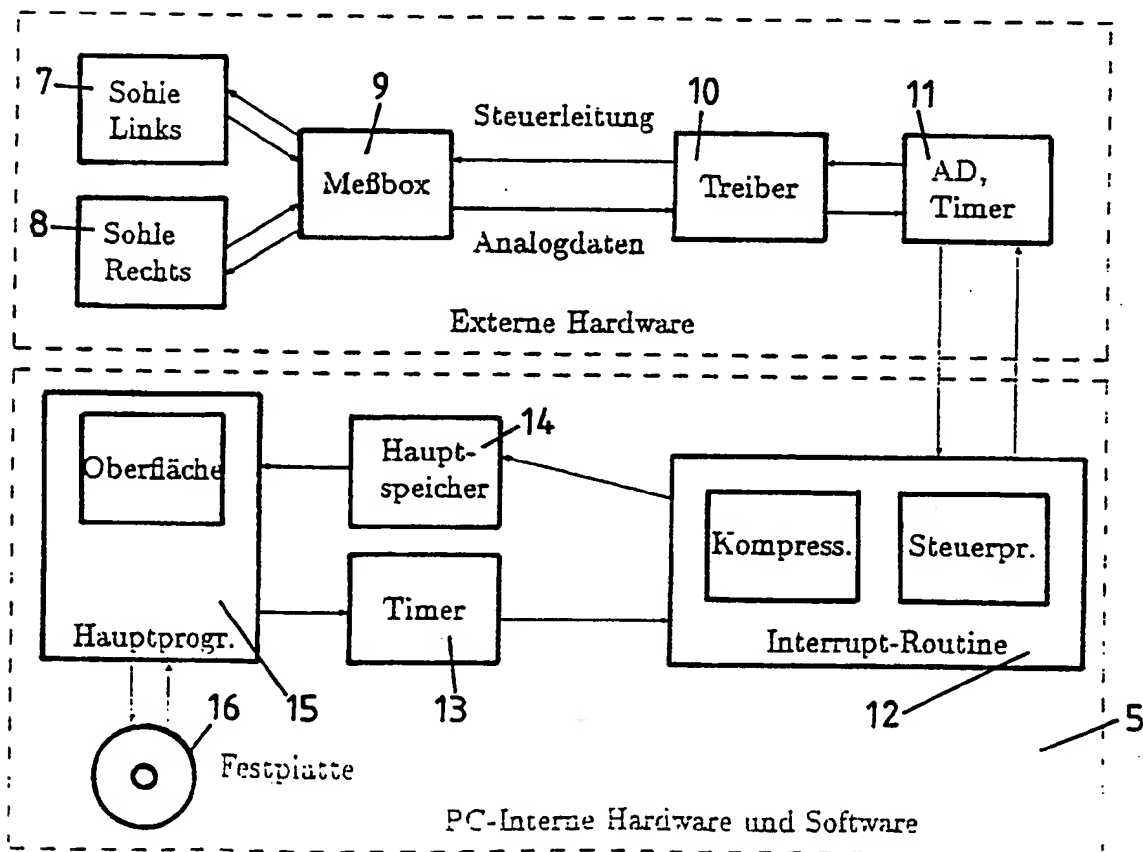 7
Sohle
Links
9
Meßbox
Steuerleitung
10
Treiber
11
AD,
Timer
8
Sohle
Rechts
Analogdaten
Externe Hardware
Oberfläche
Haupt-
speicher
14
Kompress.
Steuerpr.
Timer
Hauptprogr.
Interrupt-Routine
15
13
12
5
16
Festplatte
PC-Interne Hardware und Software